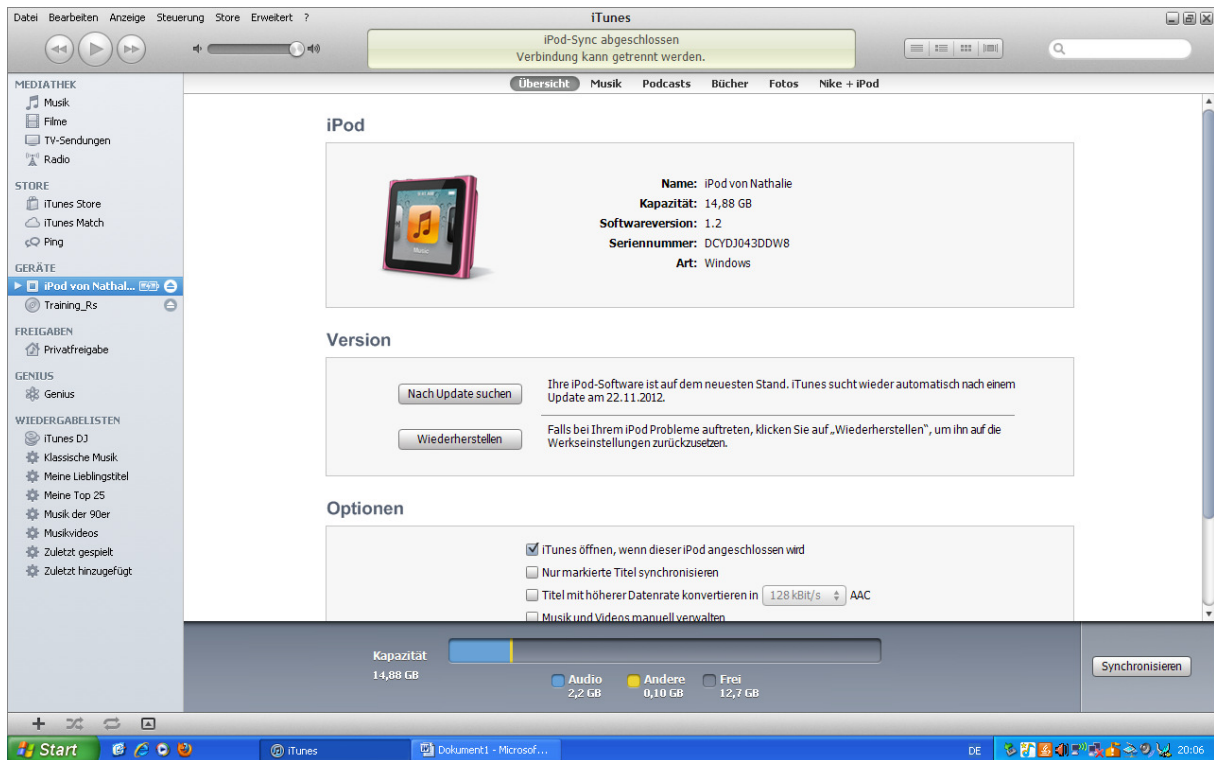 Datei Bearbeiten Anzeige Steuerung Store Erweitert ?
iTunes
iPod-Sync abgeschlossen
Verbindung kann getrennt werden.
MEDIATHEK
Musik
Filme
TV-Sendungen
Radio
STORE
iTunes Store
iTunes Match
Ping
GERÄTE
iPod von Nathal...
Training_Rs
FREIGABEN
Privatfreigabe
GENIUS
Genius
WIEDERGABELISTEN
iTunes DJ
Klassische Musik
Meine Lieblingstitel
Meine Top 25
Musik der 90er
Musikvideos
Zuletzt gespielt
Zuletzt hinzugefügt
Übersicht Musik Podcasts Bücher Fotos Nike + iPod
iPod
Music
Name: iPod von Nathalie
Kapazität: 14,88 GB
Softwareversion: 1.2
Seriennummer: DCYDJ043DDW8
Art: Windows
Version
Nach Update suchen
Ihre iPod-Software ist auf dem neuesten Stand. iTunes sucht wieder automatisch nach einem
Update am 22.11.2012.
Wiederherstellen
Falls bei Ihrem iPod Probleme auftreten, klicken Sie auf „Wiederherstellen“, um ihn auf die
Werkseinstellungen zurückzusetzen.
Optionen
iTunes öffnen, wenn dieser iPod angeschlossen wird
Nur markierte Titel synchronisieren
Titel mit höherer Datenrate konvertieren in 128 kBit/s AAC
Musik und Videos manuell verwalten
Kapazität
14,88 GB
Audio
2,2 GB
Andere
0,10 GB
Frei
12,7 GB
Synchronisieren
Start
iTunes
Dokument1 - Microsof...
DE
20:06